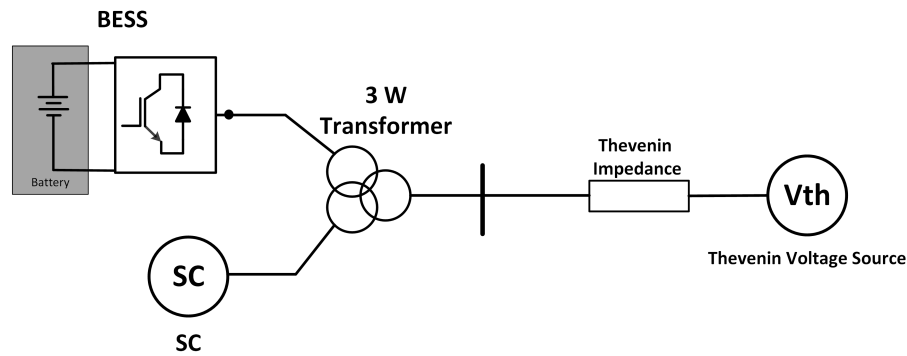 BESS
Battery
3 W
Transformer
Thevenin
Impedance
Vth
Thevenin Voltage Source
SC
SC